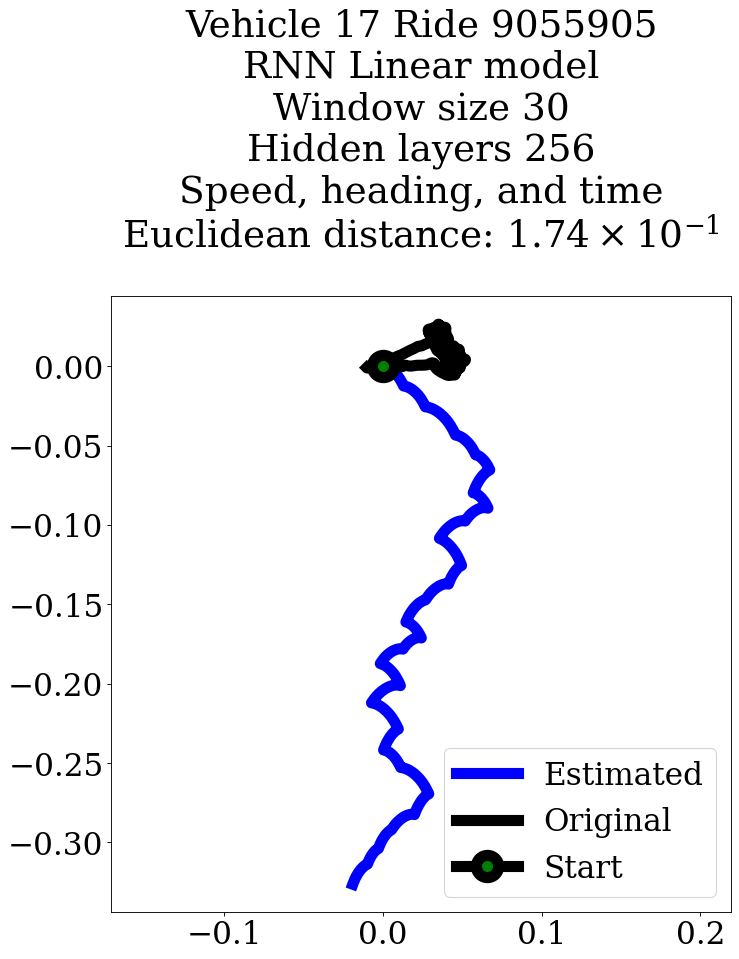 Vehicle 17 Ride 9055905
RNN Linear model
Window size 30
Hidden layers 256
Speed, heading, and time
Euclidean distance: 1.74 × 10⁻¹
0.00
−0.05
−0.10
−0.15
−0.20
−0.25
−0.30
Estimated
Original
Start
−0.1 0.0 0.1 0.2